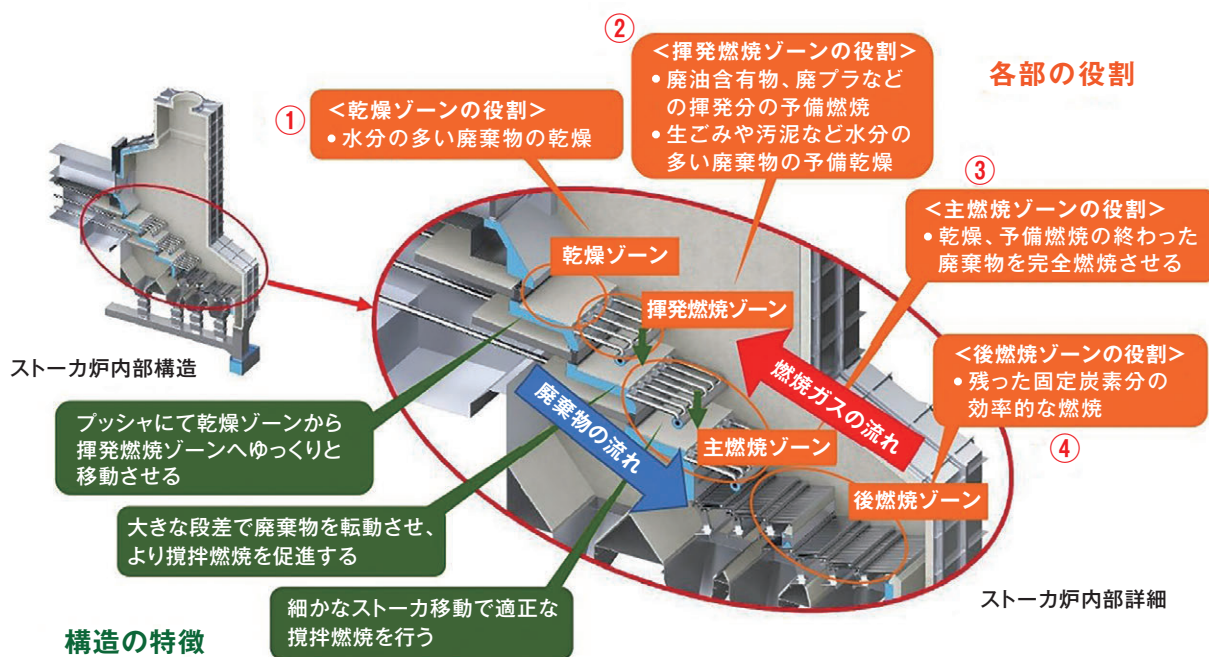 各部の役割
①
<乾燥ゾーンの役割>
• 水分の多い廃棄物の乾燥
②
<揮発燃焼ゾーンの役割>
• 廃油含有物、廃プラなど
の揮発分の予備燃焼
• 生ごみや汚泥など水分の
多い廃棄物の予備乾燥
③
<主燃焼ゾーンの役割>
• 乾燥、予備燃焼の終わった
廃棄物を完全燃焼させる
<後燃焼ゾーンの役割>
• 残った固定炭素分の
効率的な燃焼
④
乾燥ゾーン
揮発燃焼ゾーン
主燃焼ゾーン
後燃焼ゾーン
燃焼ガスの流れ
廃棄物の流れ
ストーカ炉内部構造
プッシャにて乾燥ゾーンから
揮発燃焼ゾーンへゆっくりと
移動させる
大きな段差で廃棄物を転動させ、
より撹拌燃焼を促進する
細かなストーカ移動で適正な
撹拌燃焼を行う
構造の特徴
ストーカ炉内部詳細